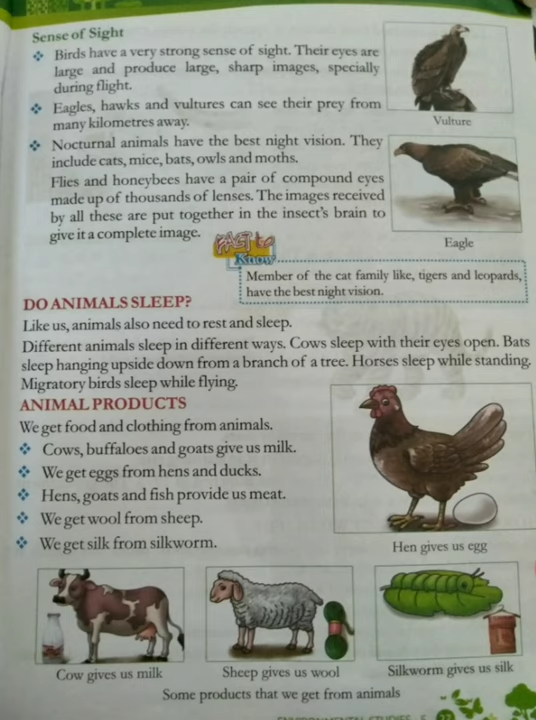 Sense of Sight
Birds have a very strong sense of sight. Their eyes are
large and produce large, sharp images, specially
during flight.
Eagles, hawks and vultures can see their prey from
many kilometres away.
Vulture
Nocturnal animals have the best night vision. They
include cats, mice, bats, owls and moths.
Flies and honeybees have a pair of compound eyes
made up of thousands of lenses. The images received
by all these are put together in the insect's brain to
give it a complete image.
Eagle
FACT to
Know
Member of the cat family like, tigers and leopards,
have the best night vision.
DO ANIMALS SLEEP?
Like us, animals also need to rest and sleep.
Different animals sleep in different ways. Cows sleep with their eyes open. Bats
sleep hanging upside down from a branch of a tree. Horses sleep while standing.
Migratory birds sleep while flying.
ANIMAL PRODUCTS
We get food and clothing from animals.
Cows, buffaloes and goats give us milk.
We get eggs from hens and ducks.
Hens, goats and fish provide us meat.
We get wool from sheep.
We get silk from silkworm.
Hen gives us egg
Cow gives us milk
Sheep gives us wool
Silkworm gives us silk
Some products that we get from animals
ENVIRONMENTAL STUDIES